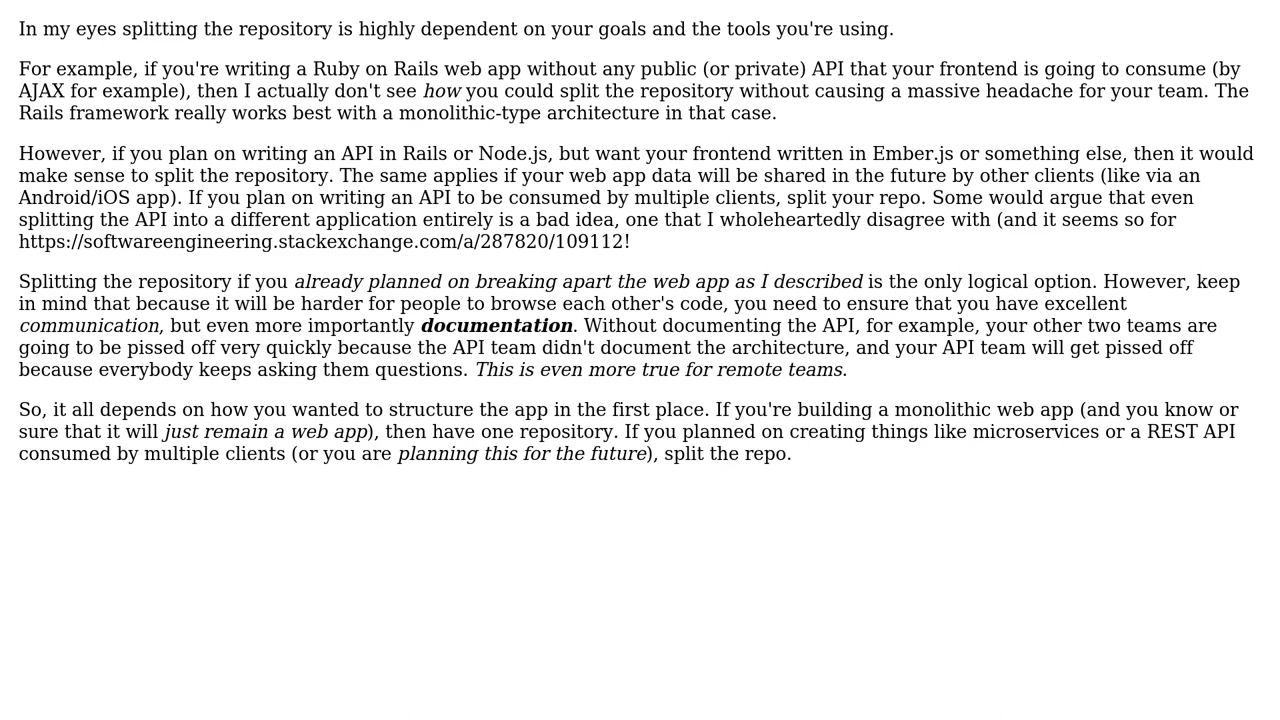 In my eyes splitting the repository is highly dependent on your goals and the tools you're using.
For example, if you're writing a Ruby on Rails web app without any public (or private) API that your frontend is going to consume (by
AJAX for example), then I actually don't see how you could split the repository without causing a massive headache for your team. The
Rails framework really works best with a monolithic-type architecture in that case.
However, if you plan on writing an API in Rails or Node.js, but want your frontend written in Ember.js or something else, then it would
make sense to split the repository. The same applies if your web app data will be shared in the future by other clients (like via an
Android/iOS app). If you plan on writing an API to be consumed by multiple clients, split your repo. Some would argue that even
splitting the API into a different application entirely is a bad idea, one that I wholeheartedly disagree with (and it seems so for
https://softwareengineering.stackexchange.com/a/287820/109112!
Splitting the repository if you already planned on breaking apart the web app as I described is the only logical option. However, keep
in mind that because it will be harder for people to browse each other's code, you need to ensure that you have excellent
communication, but even more importantly documentation. Without documenting the API, for example, your other two teams are
going to be pissed off very quickly because the API team didn't document the architecture, and your API team will get pissed off
because everybody keeps asking them questions. This is even more true for remote teams.
So, it all depends on how you wanted to structure the app in the first place. If you're building a monolithic web app (and you know or
sure that it will just remain a web app), then have one repository. If you planned on creating things like microservices or a REST API
consumed by multiple clients (or you are planning this for the future), split the repo.